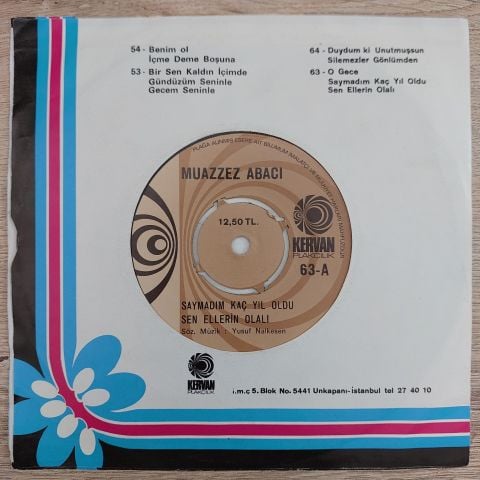 54 - Benim ol
İçme Deme Boşuna
53 - Bir Sen Kaldın İçimde
Gündüzüm Seninle
Gecem Seninle
64 - Duydum ki Unutmuşsun
Silemezler Gönlümden
63 - O Gece
Saymadım Kaç Yıl Oldu
Sen Ellerin Olalı
MUAZZEZ ABACI
12,50 TL.
KERVAN
PLAKÇILIK
63-A
SAYMADIM KAÇ YIL OLDU
SEN ELLERİN OLALI
Söz. Müzik : Yusuf Nalkesen
KERVAN
PLAKÇILIK
i.m.ç 5. Blok No. 5441 Unkapanı-İstanbul tel 27 40 10